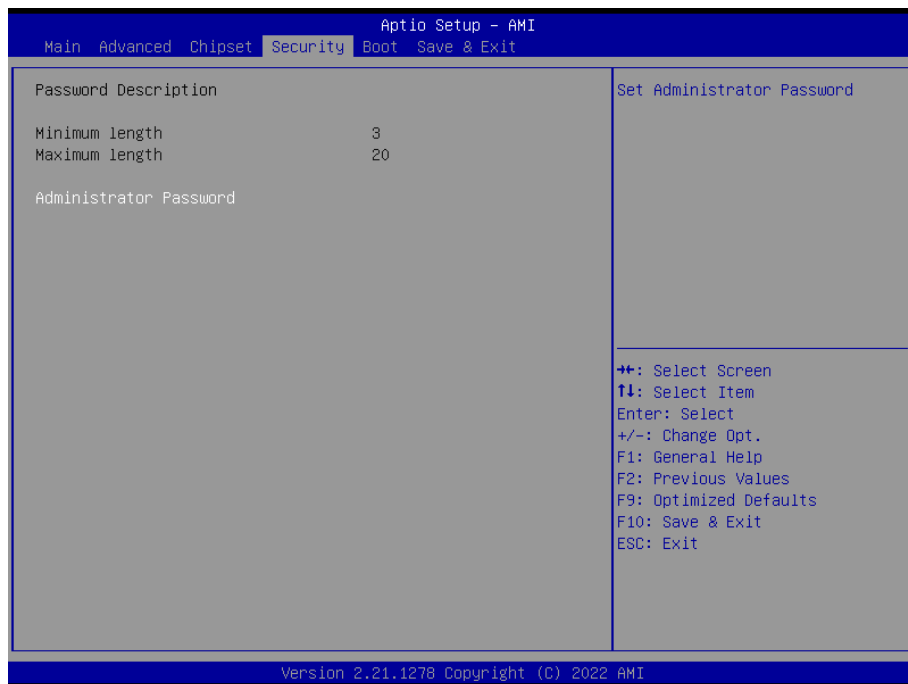 Aptio Setup – AMI
Main Advanced Chipset Security Boot Save & Exit
Password Description
Minimum length 3
Maximum length 20
Administrator Password
Set Administrator Password
→←: Select Screen
↑↓: Select Item
Enter: Select
+/-: Change Opt.
F1: General Help
F2: Previous Values
F9: Optimized Defaults
F10: Save & Exit
ESC: Exit
Version 2.21.1278 Copyright (C) 2022 AMI